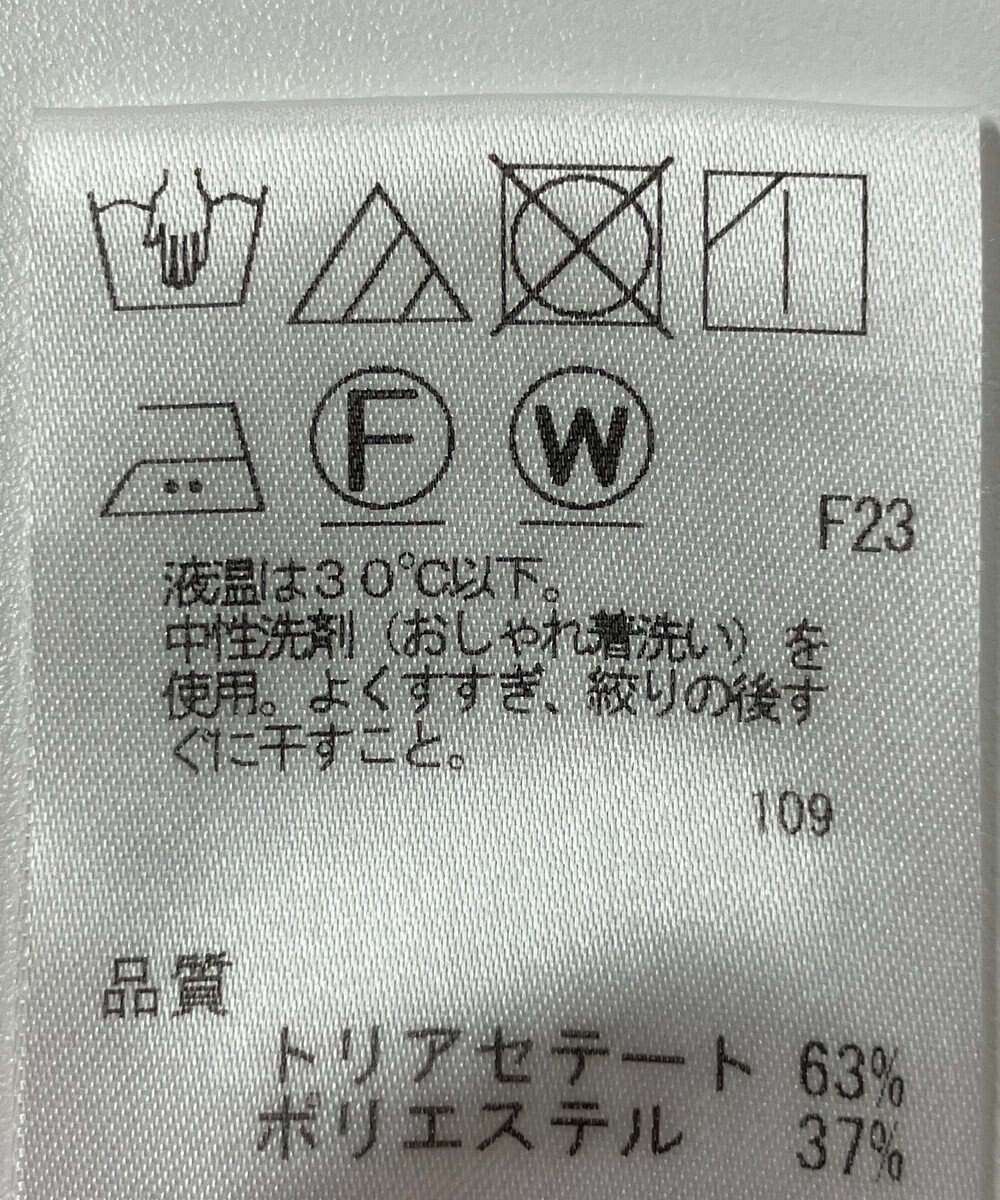 F
W
F23
液温は30℃以下。
中性洗剤(おしゃれ着洗い)を
使用。よくすすぎ、絞りの後す
ぐに干すこと。
109
品質
トリアセテート 63%
ポリエステル 37%